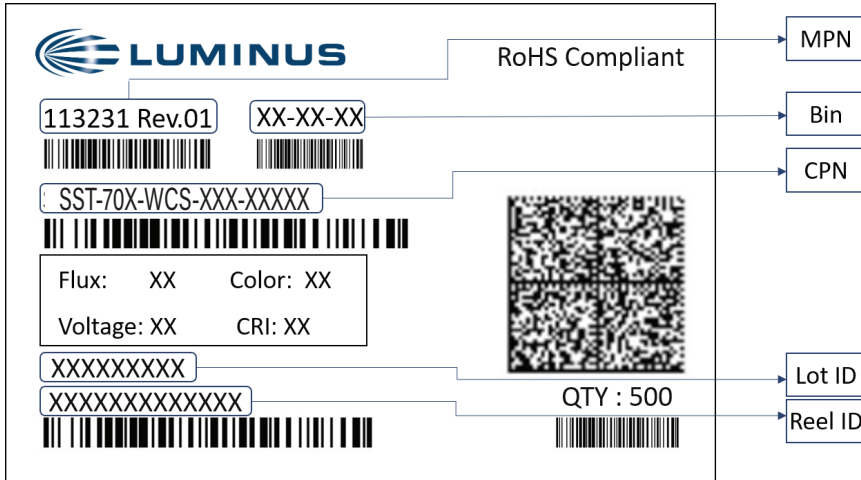 LUMINUS
RoHS Compliant
MPN
113231 Rev.01
XX-XX-XX
Bin
CPN
SST-70X-WCS-XXX-XXXXX
Flux: XX Color: XX
Voltage: XX CRI: XX
XXXXXXXXX
Lot ID
XXXXXXXXXXXXX
QTY : 500
Reel ID